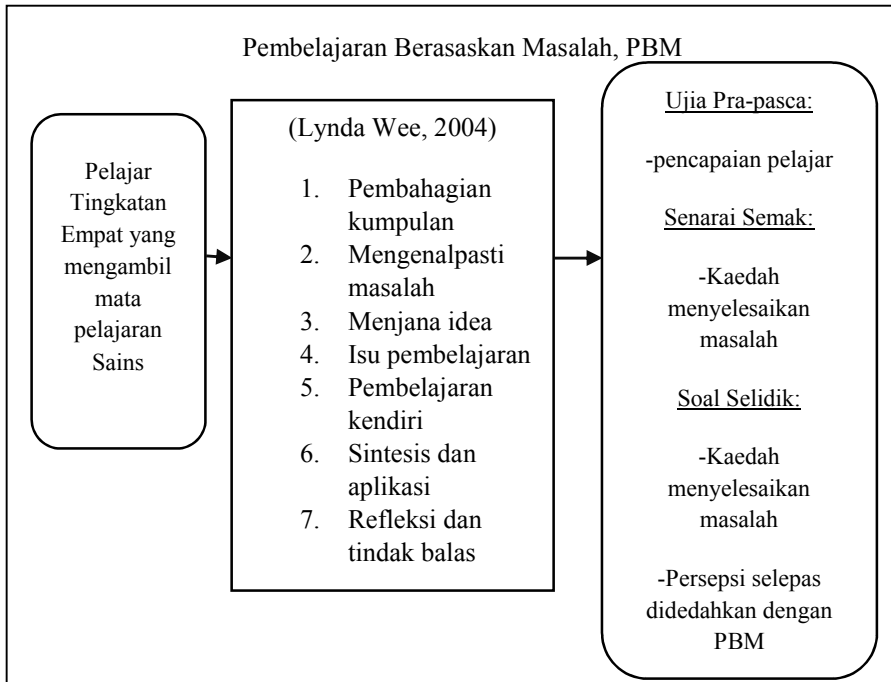 Pembelajaran Berasaskan Masalah, PBM
Pelajar
Tingkatan
Empat yang
mengambil
mata
pelajaran
Sains
(Lynda Wee, 2004)
1. Pembahagian
kumpulan
2. Mengenalpasti
masalah
3. Menjana idea
4. Isu pembelajaran
5. Pembelajaran
kendiri
6. Sintesis dan
aplikasi
7. Refleksi dan
tindak balas
Ujia Pra-pasca:
-pencapaian pelajar
Senarai Semak:
-Kaedah
menyelesaikan
masalah
Soal Selidik:
-Kaedah
menyelesaikan
masalah
-Persepsi selepas
didedahkan dengan
PBM